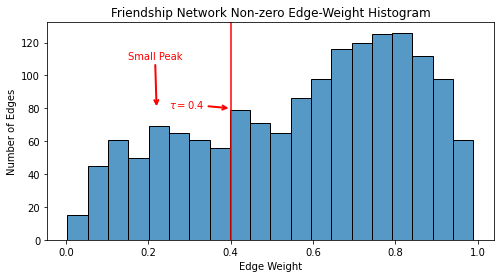 Friendship Network Non-zero Edge-Weight Histogram
120
Small Peak
100
80
τ = 0.4
60
40
20
0
Number of Edges
0.0 0.2 0.4 0.6 0.8 1.0
Edge Weight